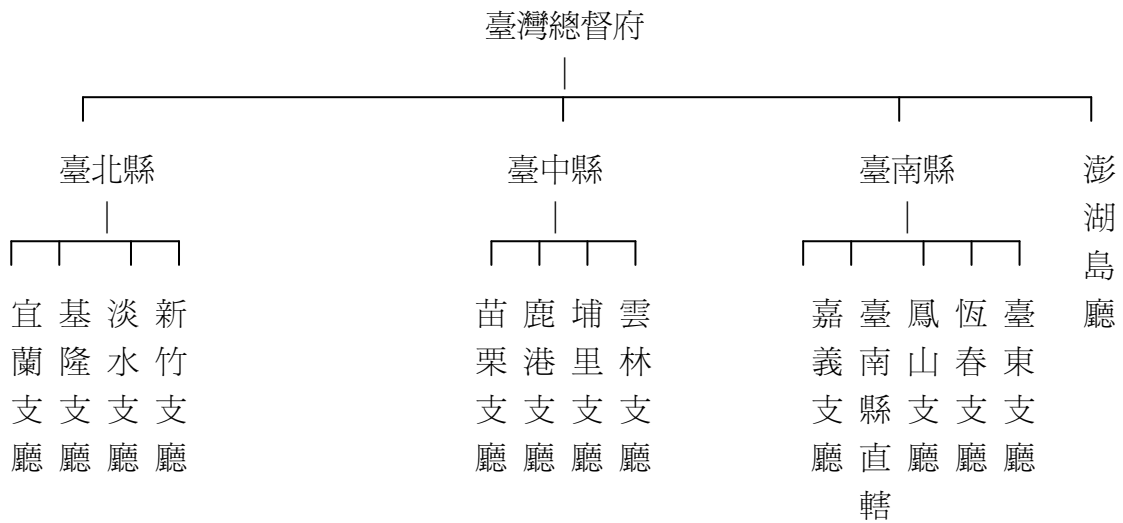 臺灣總督府
臺北縣
臺中縣
臺南縣
澎湖島廳
宜蘭支廳
基隆支廳
淡水支廳
新竹支廳
苗栗支廳
鹿港支廳
埔里支廳
雲林支廳
嘉義支廳
臺南縣直轄
鳳山支廳
恆春支廳
臺東支廳